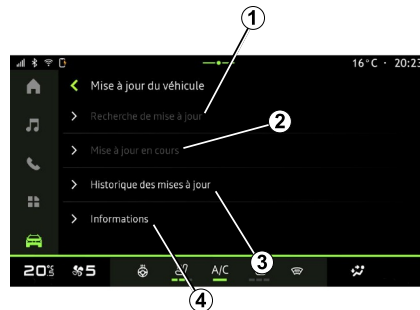 1
16°C · 20:23
Mise à jour du véhicule
Recherche de mise à jour
Mise à jour en cours
2
Historique des mises à jour
Informations
3
20 5 A/C
4